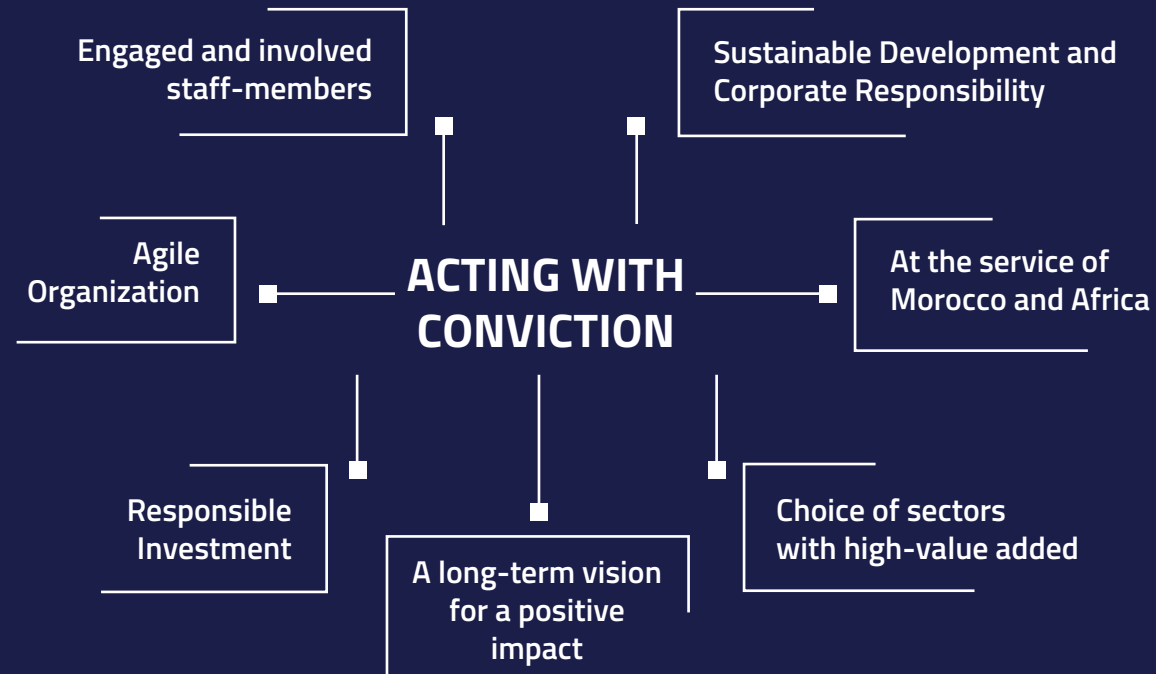 Engaged and involved
staff-members
Sustainable Development and
Corporate Responsibility
Agile
Organization
ACTING WITH
CONVICTION
At the service of
Morocco and Africa
Responsible
Investment
A long-term vision
for a positive
impact
Choice of sectors
with high-value added